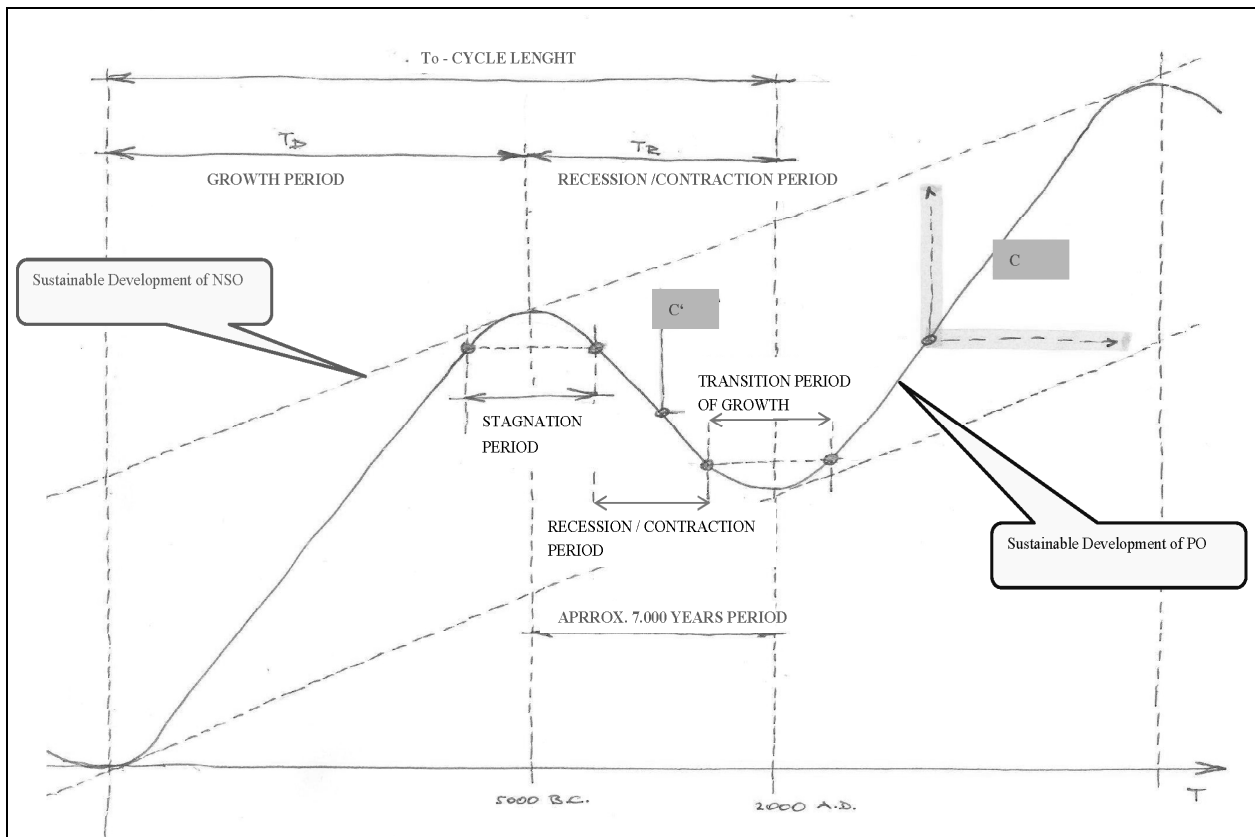 To - CYCLE LENGHT
TD
TR
GROWTH PERIOD
RECESSION /CONTRACTION PERIOD
Sustainable Development of NSO
C
C'
TRANSITION PERIOD
OF GROWTH
STAGNATION
PERIOD
RECESSION / CONTRACTION
PERIOD
Sustainable Development of PO
APRROX. 7.000 YEARS PERIOD
5000 B.C.
2000 A.D.
T